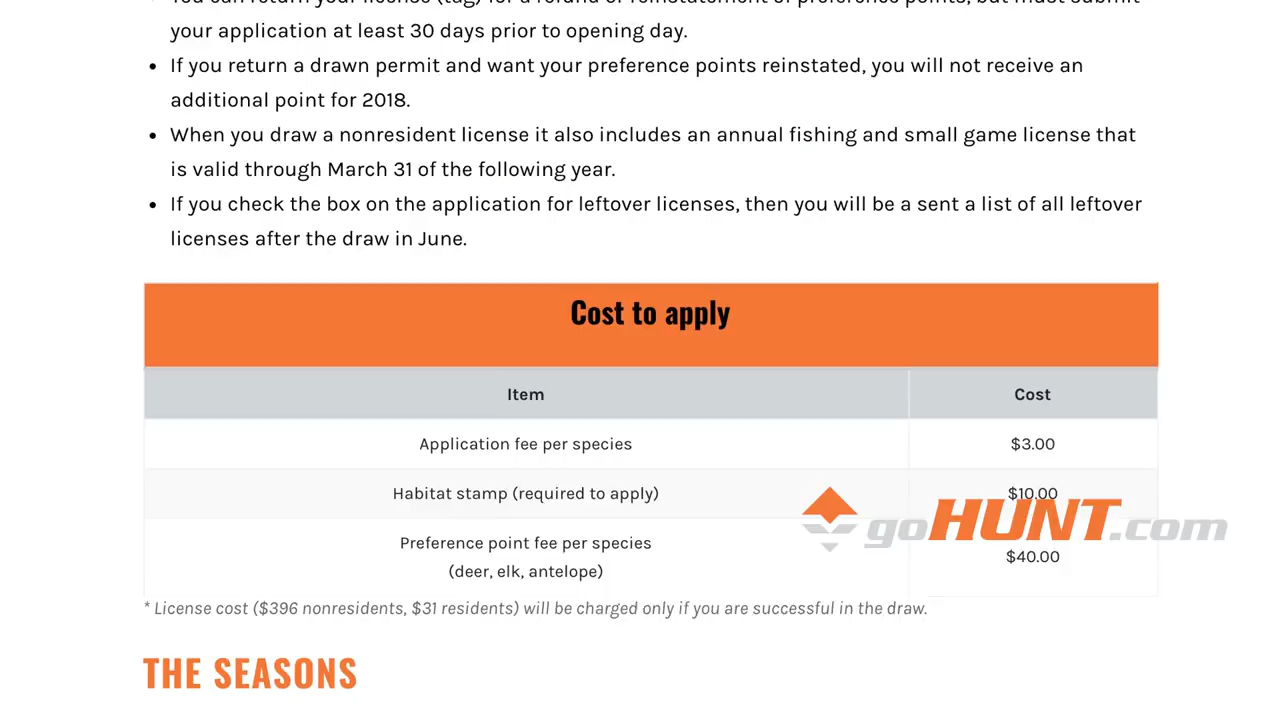 your application at least 30 days prior to opening day.
• If you return a drawn permit and want your preference points reinstated, you will not receive an
additional point for 2018.
• When you draw a nonresident license it also includes an annual fishing and small game license that
is valid through March 31 of the following year.
• If you check the box on the application for leftover licenses, then you will be a sent a list of all leftover
licenses after the draw in June.
Cost to apply
Item Cost
Application fee per species $3.00
Habitat stamp (required to apply) $10.00
goHUNT.com
Preference point fee per species
(deer, elk, antelope) $40.00
* License cost ($396 nonresidents, $31 residents) will be charged only if you are successful in the draw.
THE SEASONS